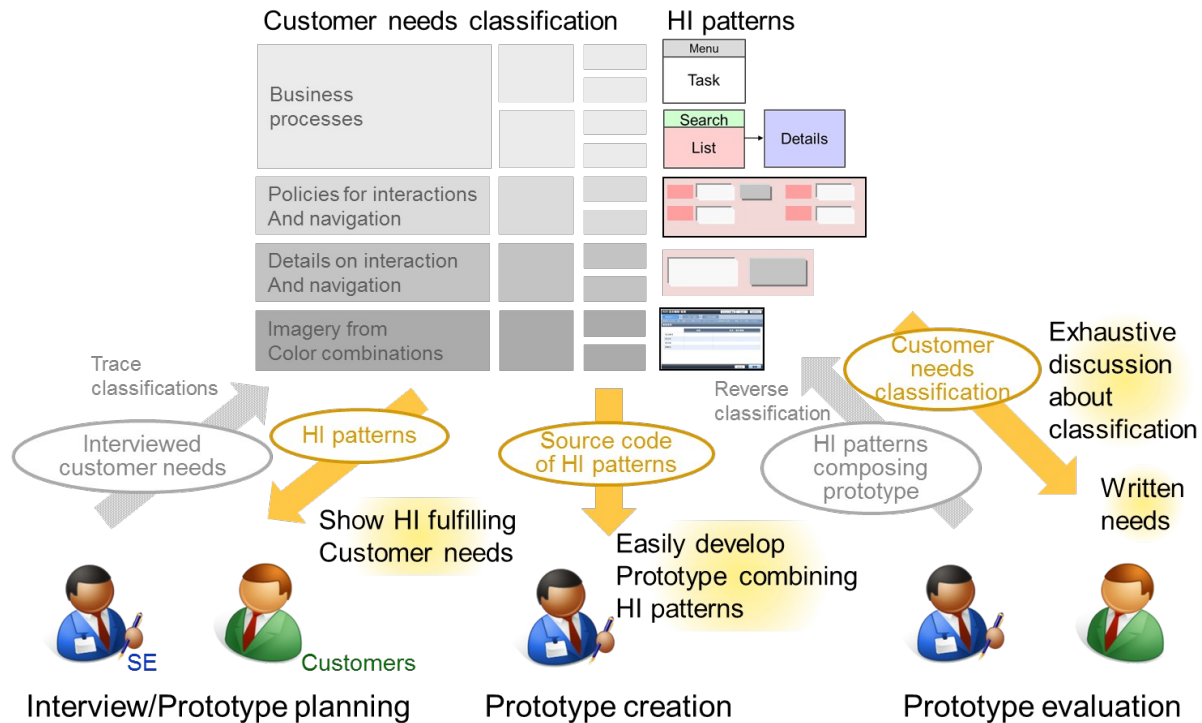 Customer needs classification
HI patterns
Business
processes
Menu
Task
Search
List
Details
Policies for interactions
And navigation
Details on interaction
And navigation
Imagery from
Color combinations
Trace
classifications
Interviewed
customer needs
HI patterns
Source code
of HI patterns
Reverse
classification
HI patterns
composing
prototype
Customer
needs
classification
Exhaustive
discussion
about
classification
Written
needs
Show HI fulfilling
Customer needs
Easily develop
Prototype combining
HI patterns
SE
Customers
Interview/Prototype planning
Prototype creation
Prototype evaluation